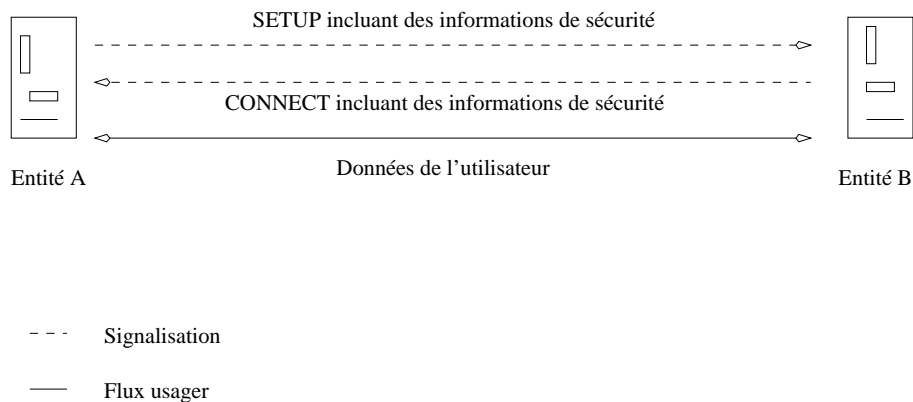 SETUP incluant des informations de sécurité
CONNECT incluant des informations de sécurité
Données de l'utilisateur
Entité A
Entité B
Signalisation
Flux usager